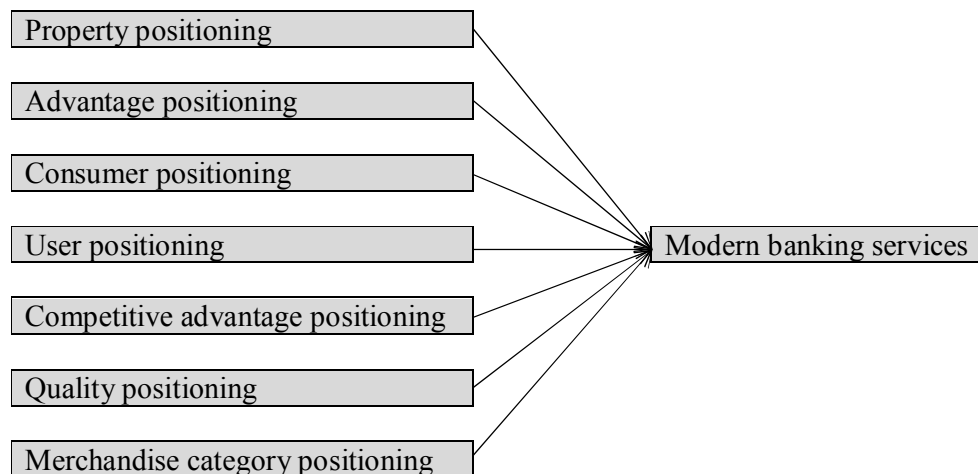 Property positioning
Advantage positioning
Consumer positioning
User positioning
Modern banking services
Competitive advantage positioning
Quality positioning
Merchandise category positioning